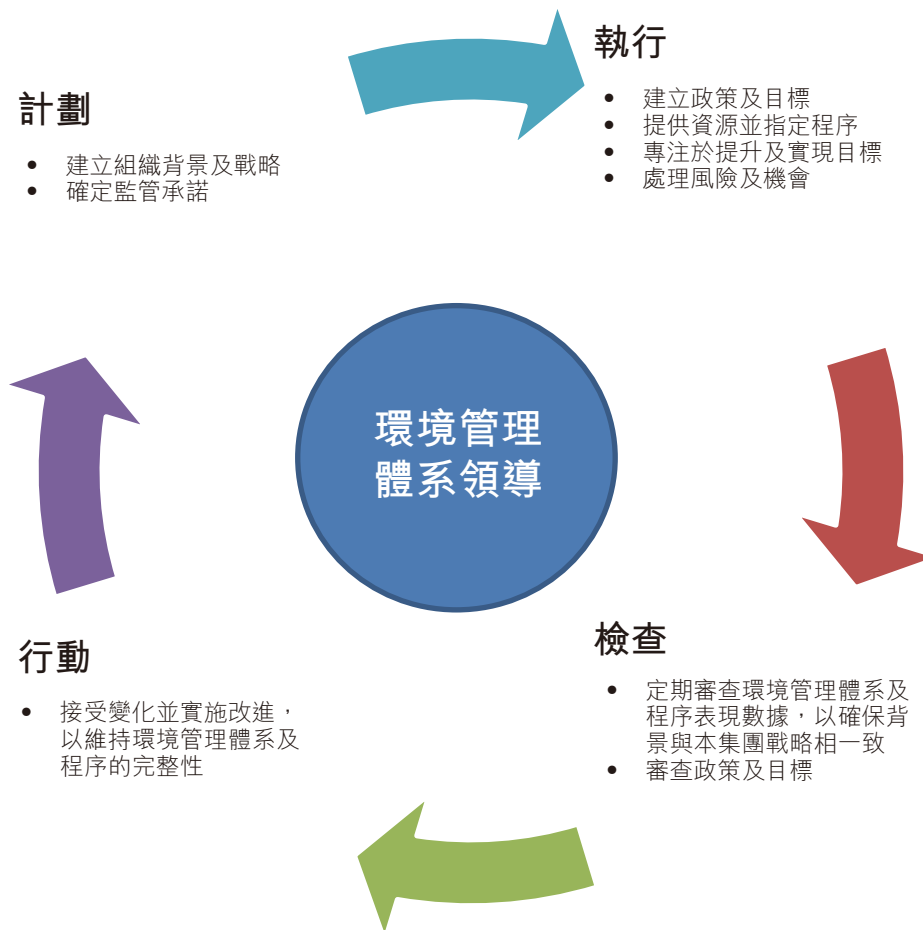 計劃
• 建立組織背景及戰略
• 確定監管承諾
執行
• 建立政策及目標
• 提供資源並指定程序
• 專注於提升及實現目標
• 處理風險及機會
環境管理
體系領導
檢查
• 定期審查環境管理體系及
程序表現數據，以確保背
景與本集團戰略相一致
• 審查政策及目標
行動
• 接受變化並實施改進，
以維持環境管理體系及
程序的完整性